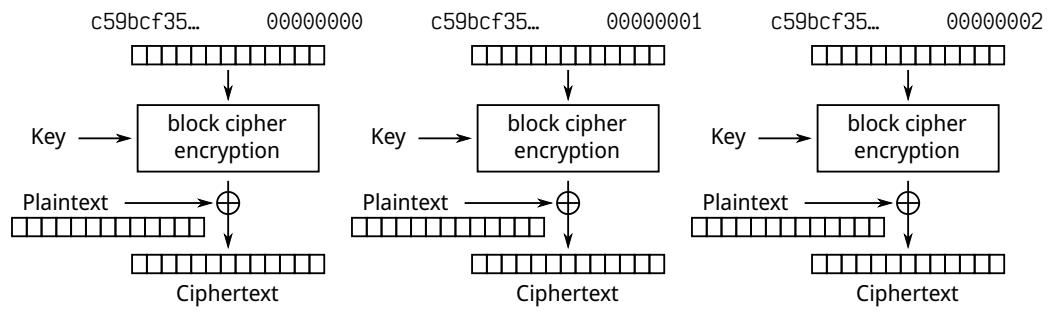 c59bcf35… 00000000 c59bcf35… 00000001 c59bcf35… 00000002
block cipher encryption block cipher encryption block cipher encryption
Key Key Key
Plaintext Plaintext Plaintext
Ciphertext Ciphertext Ciphertext